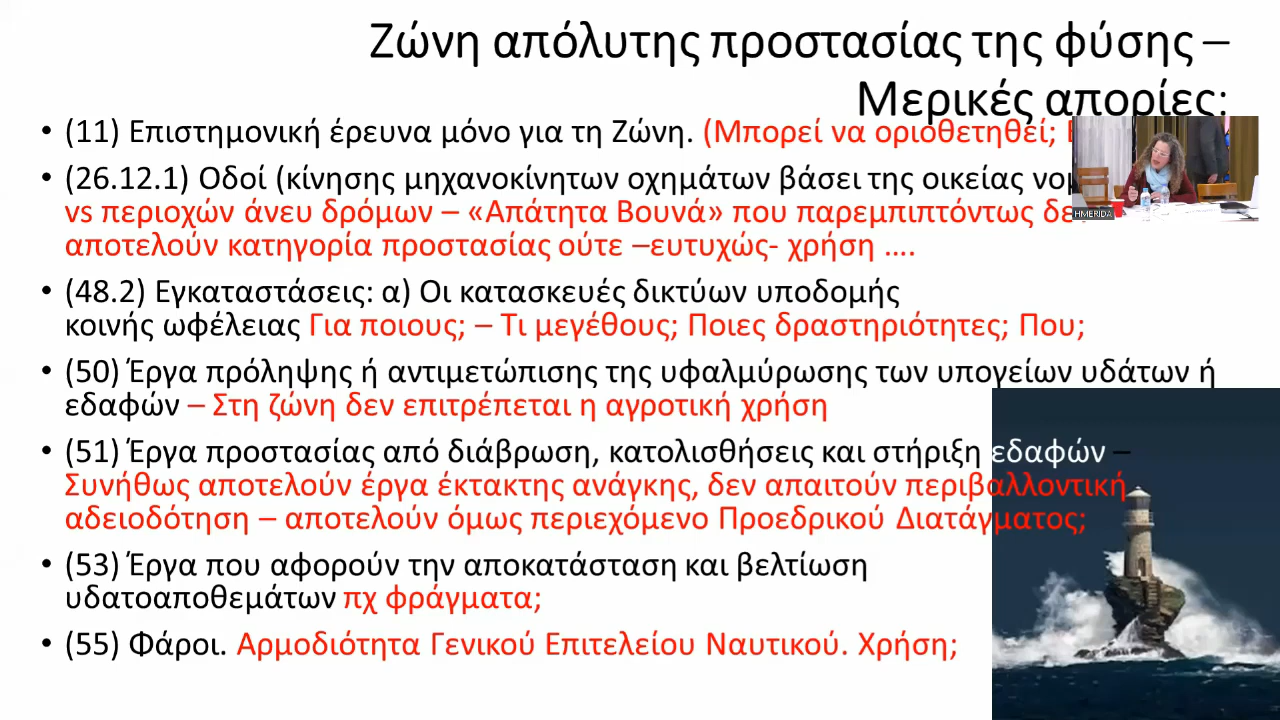 Ζώνη απόλυτης προστασίας της φύσης –
Μερικές απορίες:
• (11) Επιστημονική έρευνα μόνο για τη Ζώνη. (Μπορεί να οριοθετηθεί;
• (26.12.1) Οδοί (κίνησης μηχανοκίνητων οχημάτων βάσει της οικείας
vs περιοχών άνευ δρόμων – «Απάτητα Βουνά» που παρεμπιπτόντως
αποτελούν κατηγορία προστασίας ούτε –ευτυχώς- χρήση ....
• (48.2) Εγκαταστάσεις: α) Οι κατασκευές δικτύων υποδομής
κοινής ωφέλειας Για ποιους; – Τι μεγέθους; Ποιες δραστηριότητες; Που;
• (50) Έργα πρόληψης ή αντιμετώπισης της υφαλμύρωσης των υπογείων υδάτων ή
εδαφών – Στη ζώνη δεν επιτρέπεται η αγροτική χρήση
• (51) Έργα προστασίας από διάβρωση, κατολισθήσεις και στήριξη εδαφών –
Συνήθως αποτελούν έργα έκτακτης ανάγκης, δεν απαιτούν περιβαλλοντική
αδειοδότηση – αποτελούν όμως περιεχόμενο Προεδρικού Διατάγματος;
• (53) Έργα που αφορούν την αποκατάσταση και βελτίωση
υδατοαποθεμάτων πχ φράγματα;
• (55) Φάροι. Αρμοδιότητα Γενικού Επιτελείου Ναυτικού. Χρήση;
HMERIDA